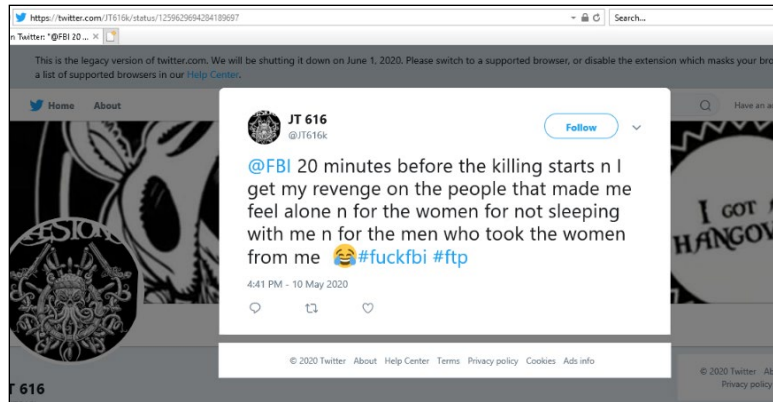 https://twitter.com/JT616k/status/1259629694284189697
Search...
n Twitter: "@FBI 20 ...
This is the legacy version of twitter.com. We will be shutting it down on June 1, 2020. Please switch to a supported browser, or disable the extension which masks your bro
a list of supported browsers in our Help Center.
Home About
Have an a
JT 616
@JT616k
Follow
@FBI 20 minutes before the killing starts n I
get my revenge on the people that made me
feel alone n for the women for not sleeping
with me n for the men who took the women
from me 😂#fuckfbi #ftp
4:41 PM - 10 May 2020
I GOT
HANGOV
© 2020 Twitter About Help Center Terms Privacy policy Cookies Ads info
© 2020 Twitter Ab
Privacy policy
T 616